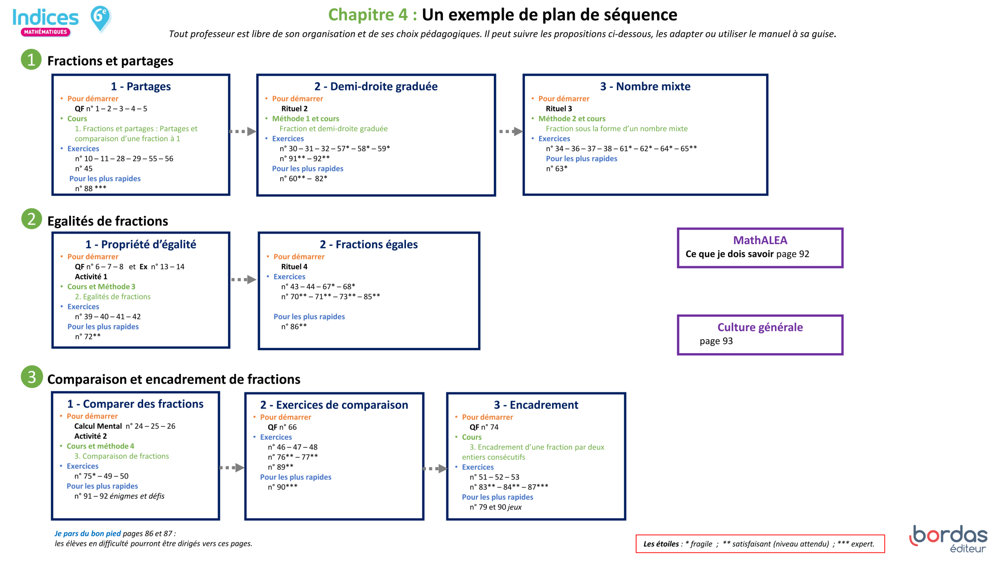 Indices
MATHÉMATIQUES
6e
Chapitre 4 : Un exemple de plan de séquence
Tout professeur est libre de son organisation et de ses choix pédagogiques. Il peut suivre les propositions ci-dessous, les adapter ou utiliser le manuel à sa guise.
1 Fractions et partages
1 - Partages
• Pour démarrer
QF n° 1 – 2 – 3 – 4 – 5
• Cours
1. Fractions et partages : Partages et
comparaison d’une fraction à 1
• Exercices
n° 10 – 11 – 28 – 29 – 55 – 56
n° 45
Pour les plus rapides
n° 88 ***
2 - Demi-droite graduée
• Pour démarrer
Rituel 2
• Méthode 1 et cours
Fraction et demi-droite graduée
• Exercices
n° 30 – 31 – 32 – 57* – 58* – 59*
n° 91** – 92**
Pour les plus rapides
n° 60** – 82*
3 - Nombre mixte
• Pour démarrer
Rituel 3
• Méthode 2 et cours
Fraction sous la forme d’un nombre mixte
• Exercices
n° 34 – 36 – 37 – 38 – 61* – 62* – 64* – 65**
Pour les plus rapides
n° 63*
2 Egalités de fractions
1 - Propriété d’égalité
• Pour démarrer
QF n° 6 – 7 – 8 et Ex n° 13 – 14
Activité 1
• Cours et Méthode 3
2. Egalités de fractions
• Exercices
n° 39 – 40 – 41 – 42
Pour les plus rapides
n° 72**
2 - Fractions égales
• Pour démarrer
Rituel 4
• Exercices
n° 43 – 44 – 67* – 68*
n° 70** – 71** – 73** – 85**
Pour les plus rapides
n° 86**
MathALEA
Ce que je dois savoir page 92
Culture générale
page 93
3 Comparaison et encadrement de fractions
1 - Comparer des fractions
• Pour démarrer
Calcul Mental n° 24 – 25 – 26
Activité 2
• Cours et méthode 4
3. Comparaison de fractions
• Exercices
n° 75* – 49 – 50
Pour les plus rapides
n° 91 – 92 énigmes et défis
2 - Exercices de comparaison
• Pour démarrer
QF n° 66
• Exercices
n° 46 – 47 – 48
n° 76** – 77**
n° 89**
Pour les plus rapides
n° 90***
3 - Encadrement
• Pour démarrer
QF n° 74
• Cours
3. Encadrement d’une fraction par deux
entiers consécutifs
• Exercices
n° 51 – 52 – 53
n° 83** – 84** – 87***
Pour les plus rapides
n° 79 et 90 jeux
Je pars du bon pied pages 86 et 87 :
les élèves en difficulté pourront être dirigés vers ces pages.
Les étoiles : * fragile ; ** satisfaisant (niveau attendu) ; *** expert.
bordas
éditeur